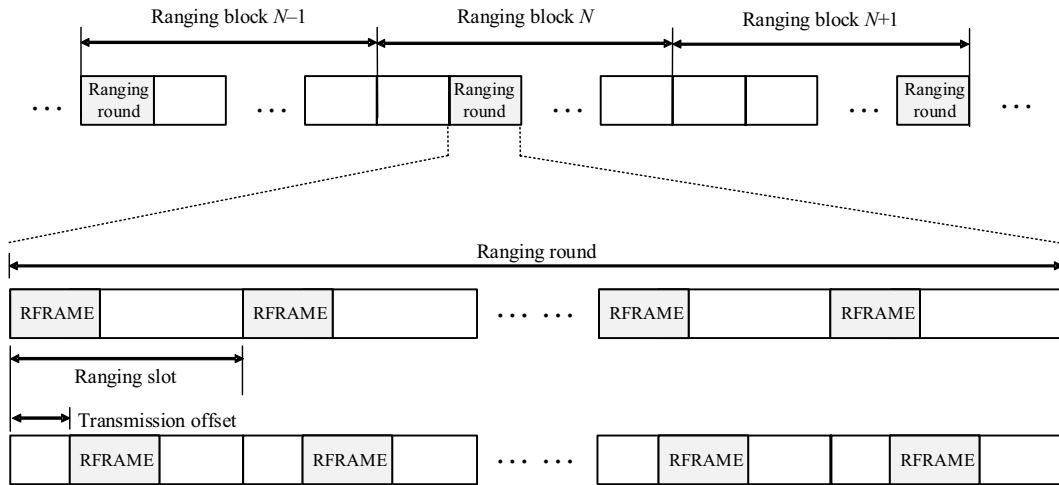 Ranging block N–1
Ranging block N
Ranging block N+1
... Ranging round ... Ranging round ... ... Ranging round ...
Ranging round
RFRAME RFRAME ... ... RFRAME RFRAME
Ranging slot
Transmission offset
RFRAME RFRAME ... ... RFRAME RFRAME